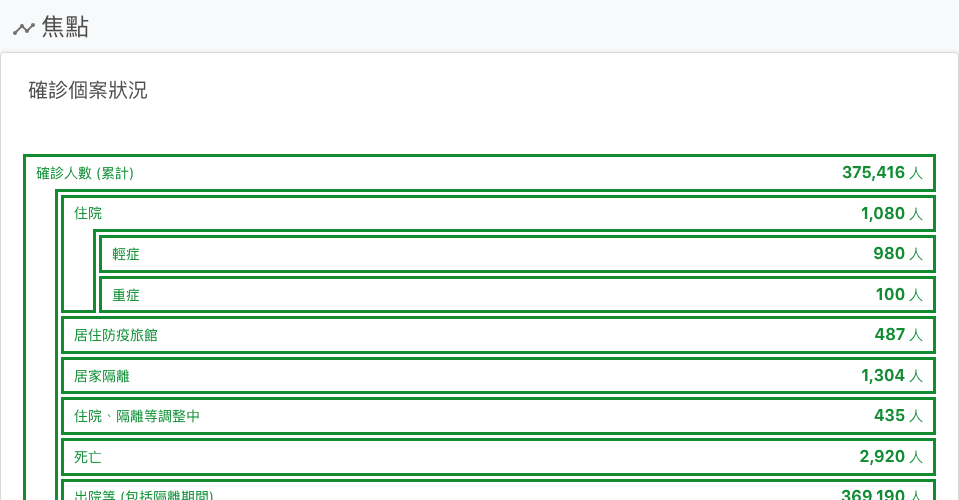 焦點
確診個案狀況
確診人數 (累計) 375,416 人
住院 1,080 人
輕症 980 人
重症 100 人
居住防疫旅館 487 人
居家隔離 1,304 人
住院、隔離等調整中 435 人
死亡 2,920 人
出院等 (包括隔離期間) 369,190 人